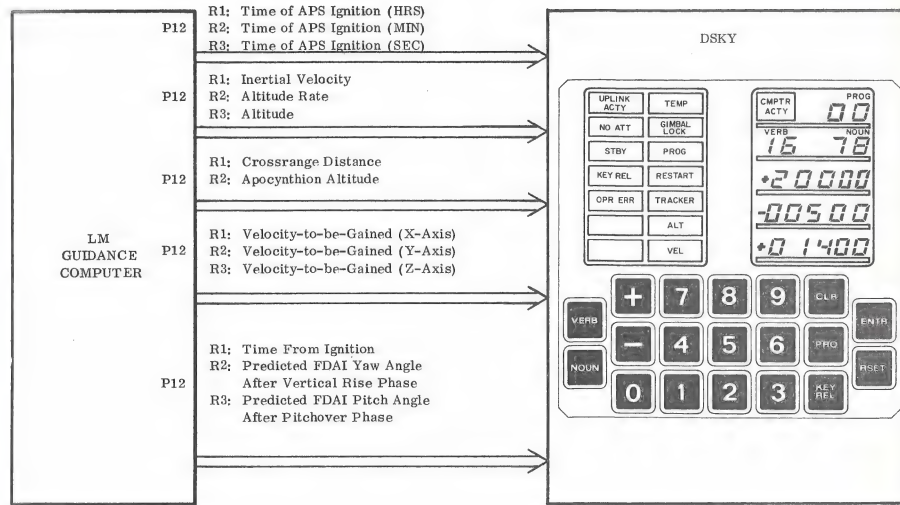 LM
GUIDANCE
COMPUTER
P12
R1: Time of APS Ignition (HRS)
R2: Time of APS Ignition (MIN)
R3: Time of APS Ignition (SEC)
P12
R1: Inertial Velocity
R2: Altitude Rate
R3: Altitude
P12
R1: Crossrange Distance
R2: Apocynthion Altitude
P12
R1: Velocity-to-be-Gained (X-Axis)
R2: Velocity-to-be-Gained (Y-Axis)
R3: Velocity-to-be-Gained (Z-Axis)
P12
R1: Time From Ignition
R2: Predicted FDAI Yaw Angle
After Vertical Rise Phase
R3: Predicted FDAI Pitch Angle
After Pitchover Phase
DSKY
UPLINK
ACTY
TEMP
NO ATT
GIMBAL
LOCK
STBY
PROG
KEY REL
RESTART
OPR ERR
TRACKER
ALT
VEL
CMPTR
ACTY
PROG
00
VERB NOUN
16 78
+20000
-00500
+01400
VERB
NOUN
+ 7 8 9 CLR
- 4 5 6 PRO
0 1 2 3 KEY
REL
ENTR
RSET